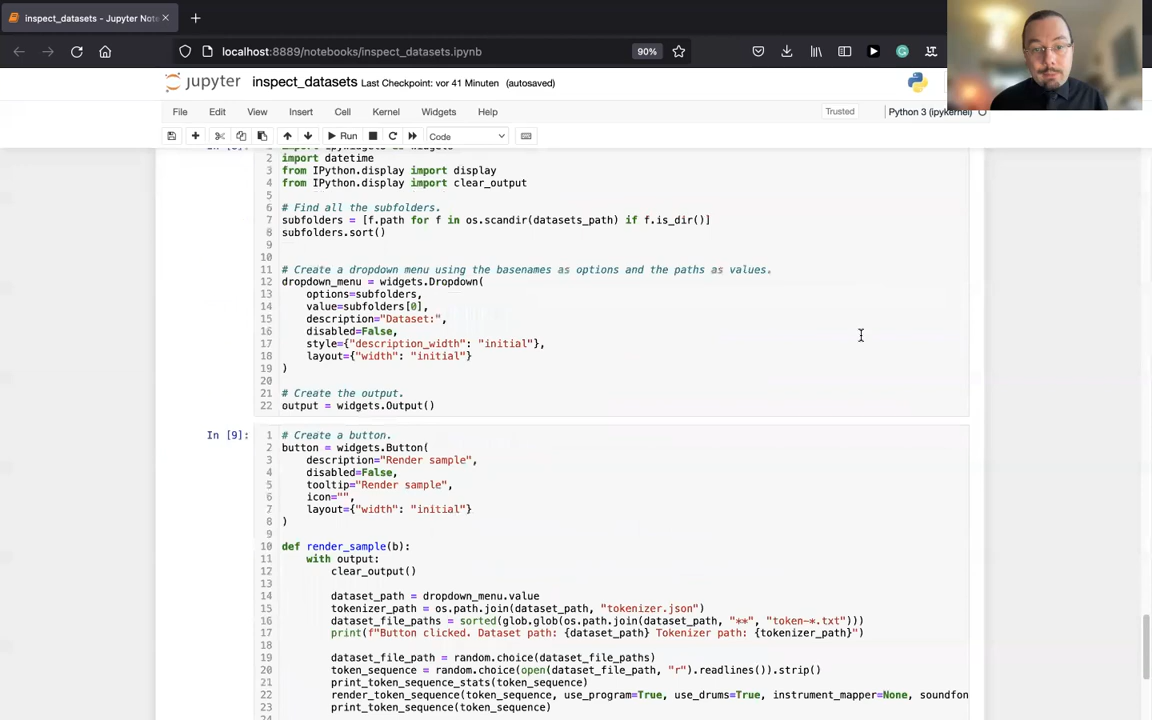 inspect_datasets - Jupyter Note
localhost:8889/notebooks/inspect_datasets.ipynb
90%
jupyter inspect_datasets Last Checkpoint: vor 41 Minuten (autosaved)
File Edit View Insert Cell Kernel Widgets Help
Trusted
Python 3 (ipykernel)
Run
Code
2 import datetime
3 from IPython.display import display
4 from IPython.display import clear_output
5
6 # Find all the subfolders.
7 subfolders = [f.path for f in os.scandir(datasets_path) if f.is_dir()]
8 subfolders.sort()
9
10
11 # Create a dropdown menu using the basenames as options and the paths as values.
12 dropdown_menu = widgets.Dropdown(
13 options=subfolders,
14 value=subfolders[0],
15 description="Dataset:",
16 disabled=False,
17 style={"description_width": "initial"},
18 layout={"width": "initial"}
19 )
20
21 # Create the output.
22 output = widgets.Output()
In [9]:
1 # Create a button.
2 button = widgets.Button(
3 description="Render sample",
4 disabled=False,
5 tooltip="Render sample",
6 icon="",
7 layout={"width": "initial"}
8 )
9
10 def render_sample(b):
11 with output:
12 clear_output()
13
14 dataset_path = dropdown_menu.value
15 tokenizer_path = os.path.join(dataset_path, "tokenizer.json")
16 dataset_file_paths = sorted(glob.glob(os.path.join(dataset_path, "**", "token-*.txt")))
17 print(f"Button clicked. Dataset path: {dataset_path} Tokenizer path: {tokenizer_path}")
18
19 dataset_file_path = random.choice(dataset_file_paths)
20 token_sequence = random.choice(open(dataset_file_path, "r").readlines()).strip()
21 print_token_sequence_stats(token_sequence)
22 render_token_sequence(token_sequence, use_program=True, use_drums=True, instrument_mapper=None, soundfon
23 print_token_sequence(token_sequence)
24